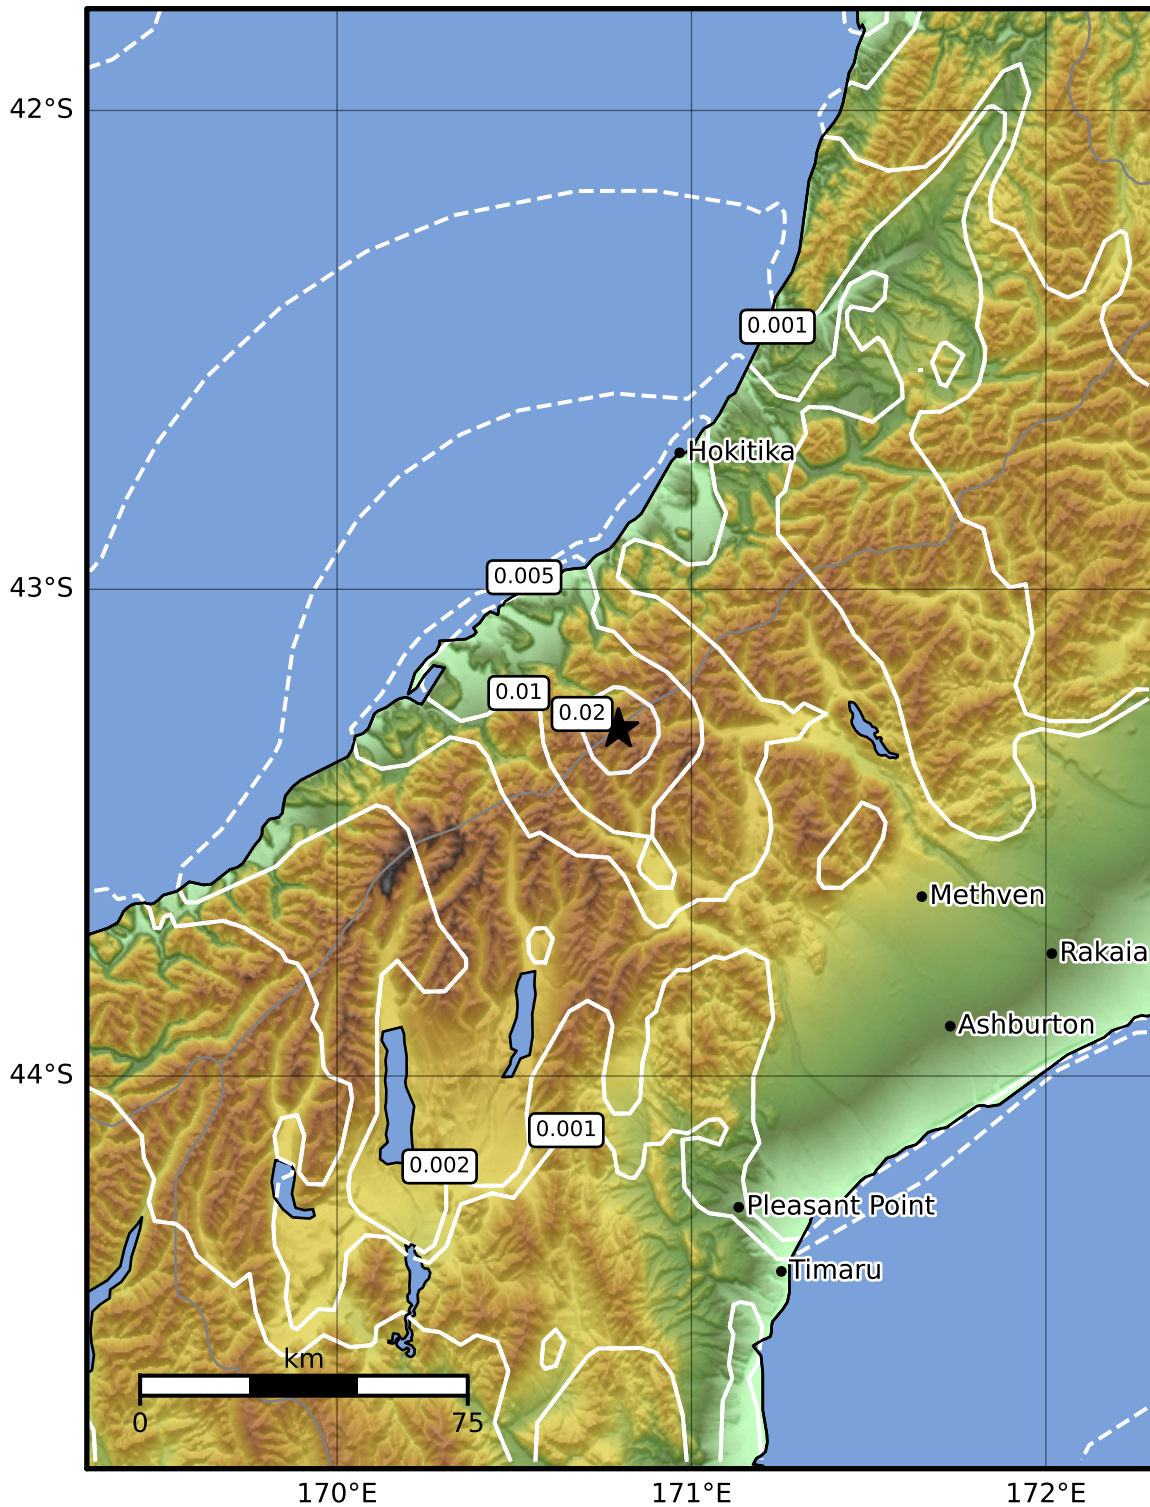 42°S
0.001
Hokitika
0.005
43°S
0.01
0.02
Methven
Rakaia
Ashburton
44°S
0.001
0.002
Pleasant Point
Timaru
km
0
75
170°E
171°E
172°E